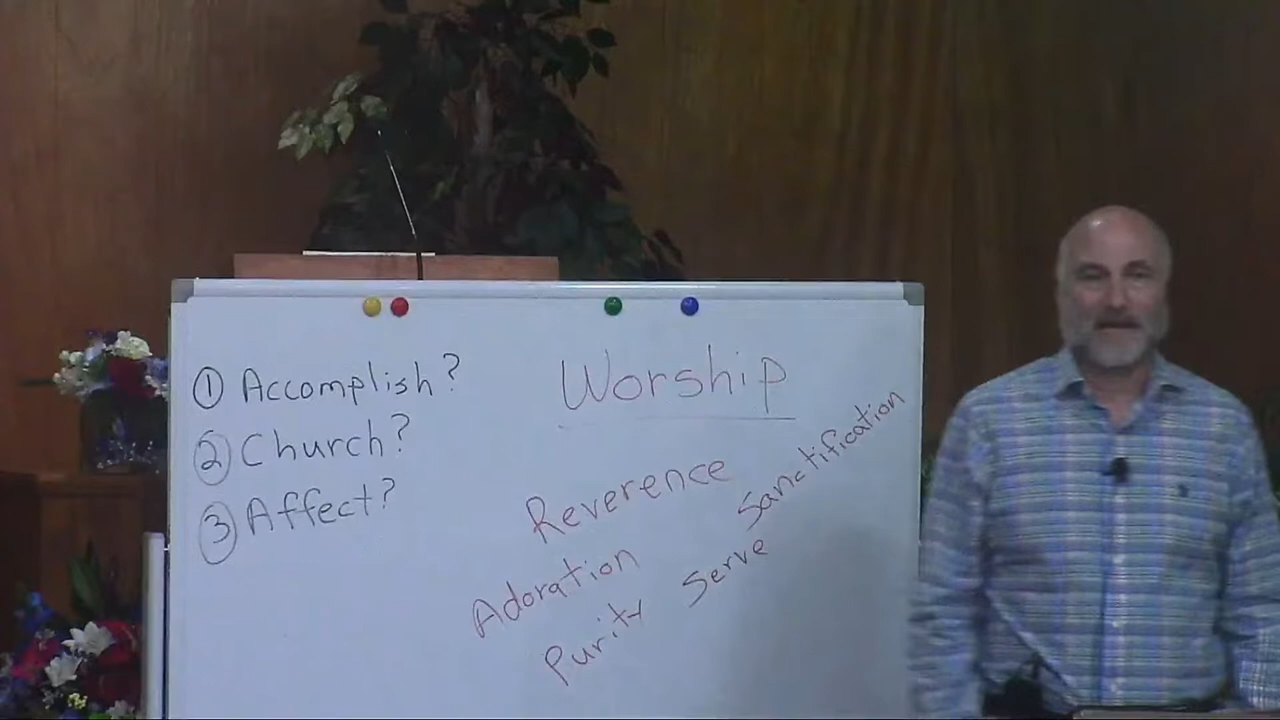 ① Accomplish?
② Church?
③ Affect?
Worship
Reverence
Sanctification
Adoration
Serve
Purity